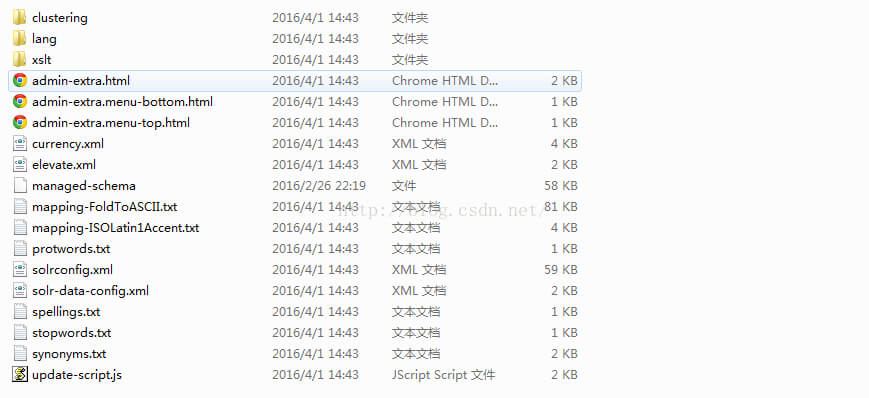 clustering 2016/4/1 14:43 文件夹
lang 2016/4/1 14:43 文件夹
xslt 2016/4/1 14:43 文件夹
admin-extra.html 2016/4/1 14:43 Chrome HTML D... 2 KB
admin-extra.menu-bottom.html 2016/4/1 14:43 Chrome HTML D... 1 KB
admin-extra.menu-top.html 2016/4/1 14:43 Chrome HTML D... 1 KB
currency.xml 2016/4/1 14:43 XML 文档 4 KB
elevate.xml 2016/4/1 14:43 XML 文档 2 KB
managed-schema 2016/2/26 22:19 文件 58 KB
mapping-FoldToASCII.txt 2016/4/1 14:43 文本文档 81 KB
http://blog.csdn.net/
mapping-ISOLatin1Accent.txt 2016/4/1 14:43 文本文档 4 KB
protwords.txt 2016/4/1 14:43 文本文档 1 KB
solrconfig.xml 2016/4/1 14:43 XML 文档 59 KB
solr-data-config.xml 2016/4/1 14:43 XML 文档 2 KB
spellings.txt 2016/4/1 14:43 文本文档 1 KB
stopwords.txt 2016/4/1 14:43 文本文档 1 KB
synonyms.txt 2016/4/1 14:43 文本文档 2 KB
update-script.js 2016/4/1 14:43 JScript Script 文件 2 KB